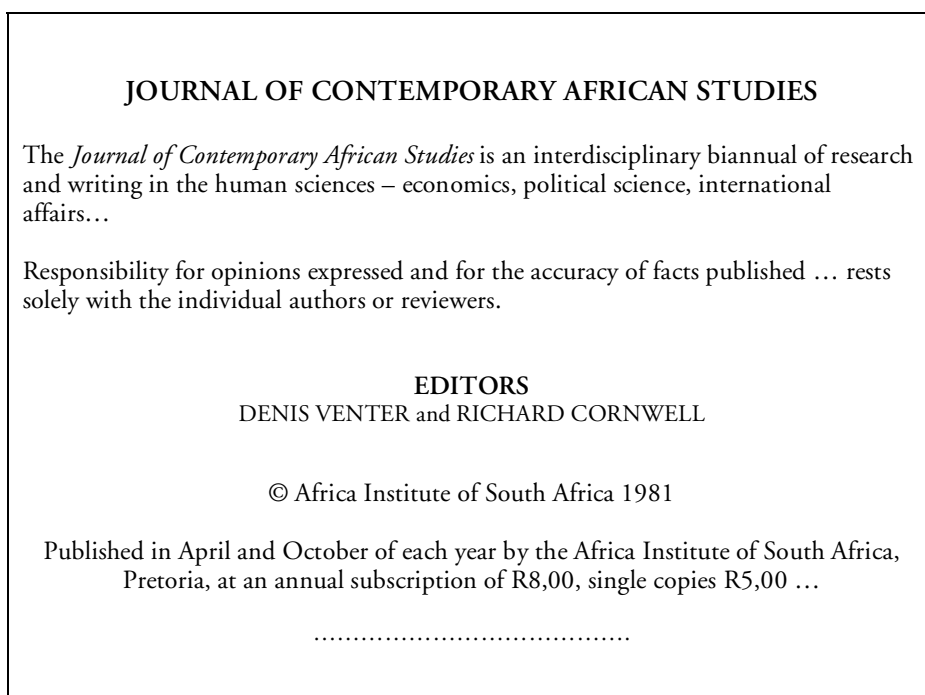 JOURNAL OF CONTEMPORARY AFRICAN STUDIES
The Journal of Contemporary African Studies is an interdisciplinary biannual of research
and writing in the human sciences – economics, political science, international
affairs…
Responsibility for opinions expressed and for the accuracy of facts published … rests
solely with the individual authors or reviewers.
EDITORS
DENIS VENTER and RICHARD CORNWELL
© Africa Institute of South Africa 1981
Published in April and October of each year by the Africa Institute of South Africa,
Pretoria, at an annual subscription of R8,00, single copies R5,00 …
…………………………………